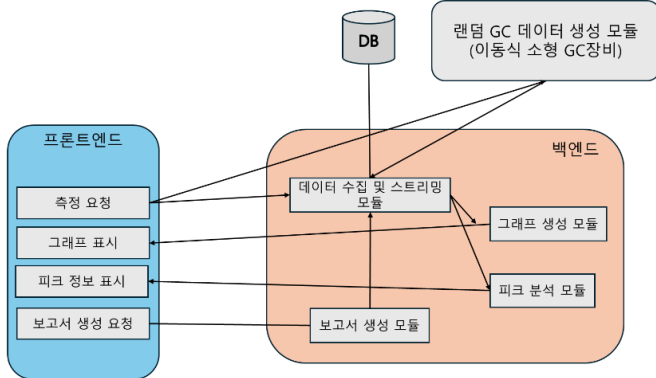 랜덤 GC 데이터 생성 모듈
(이동식 소형 GC장비)
DB
프론트엔드
측정 요청
그래프 표시
피크 정보 표시
보고서 생성 요청
백엔드
데이터 수집 및 스트리밍
모듈
그래프 생성 모듈
피크 분석 모듈
보고서 생성 모듈